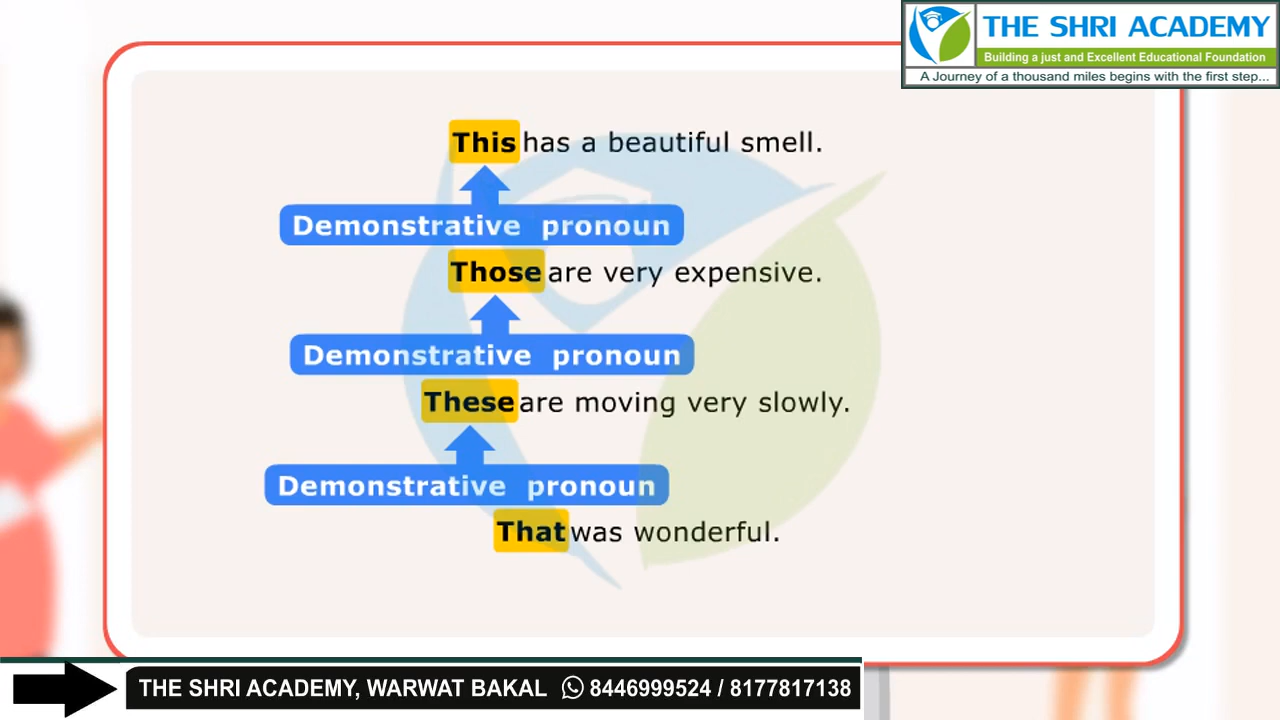 THE SHRI ACADEMY
Building a just and Excellent Educational Foundation
A Journey of a thousand miles begins with the first step...
This has a beautiful smell.
Demonstrative pronoun
Those are very expensive.
Demonstrative pronoun
These are moving very slowly.
Demonstrative pronoun
That was wonderful.
THE SHRI ACADEMY, WARWAT BAKAL 8446999524 / 8177817138